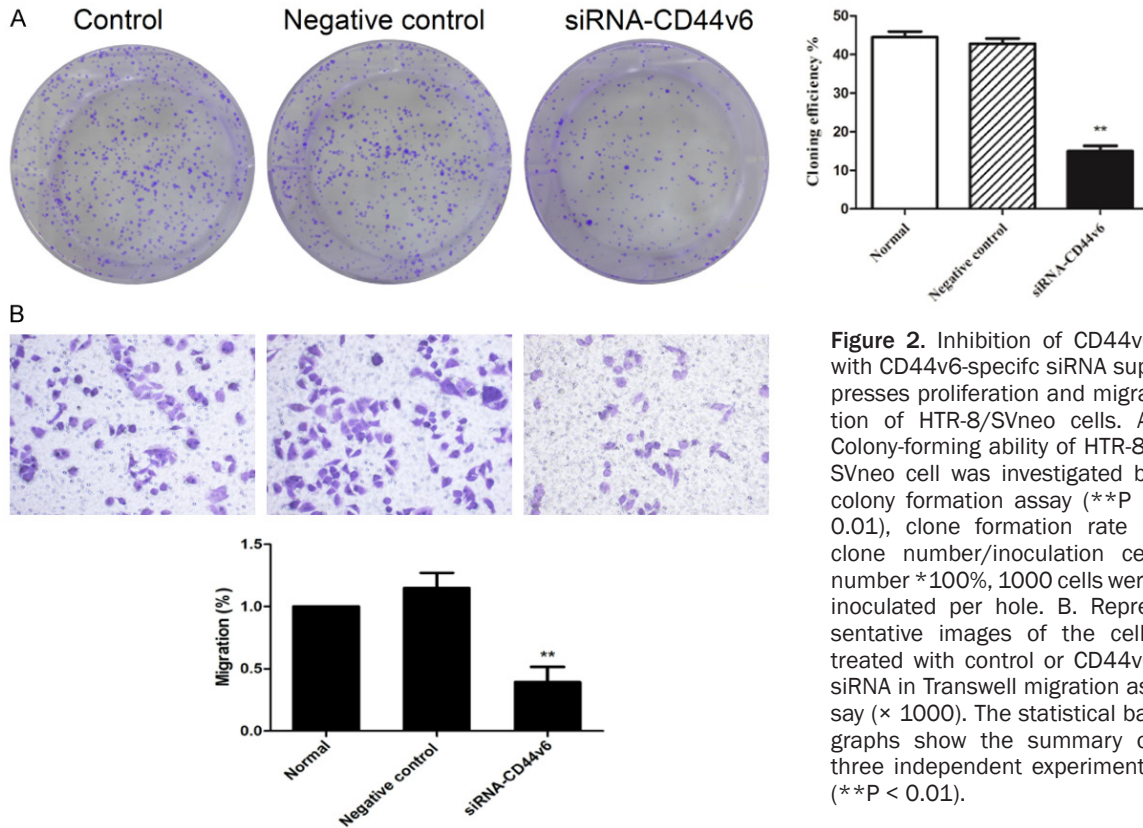 A
Control
Negative control
siRNA-CD44v6
Cloning efficiency %
50
40
30
20
10
0
**
Normal
Negative control
siRNA-CD44v6
B
Migration (%)
1.5
1.0
0.5
0.0
**
Normal
Negative control
siRNA-CD44v6
Figure 2. Inhibition of CD44v
with CD44v6-specifc siRNA sup
presses proliferation and migra
tion of HTR-8/SVneo cells. A
Colony-forming ability of HTR-8
SVneo cell was investigated b
colony formation assay (**P
0.01), clone formation rate
clone number/inoculation ce
number *100%, 1000 cells wer
inoculated per hole. B. Repre
sentative images of the cell
treated with control or CD44v
siRNA in Transwell migration as
say (× 1000). The statistical ba
graphs show the summary o
three independent experiment
(**P < 0.01).